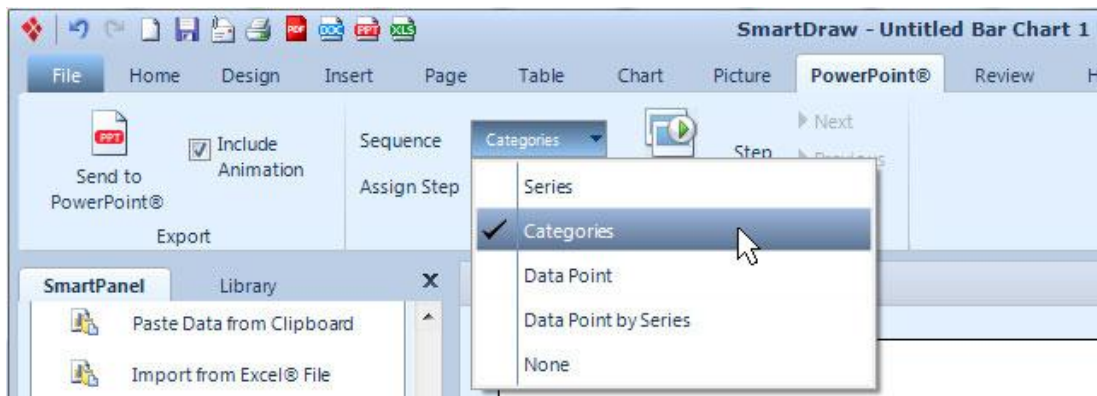 SmartDraw - Untitled Bar Chart 1
PDF DOC PPT XLS
File Home Design Insert Page Table Chart Picture PowerPoint® Review H
PPT
Send to
PowerPoint®
Include
Animation
Export
Sequence Categories
Assign Step
Step
Next
Series
Categories
Data Point
Data Point by Series
None
SmartPanel Library X
Paste Data from Clipboard
Import from Excel® File